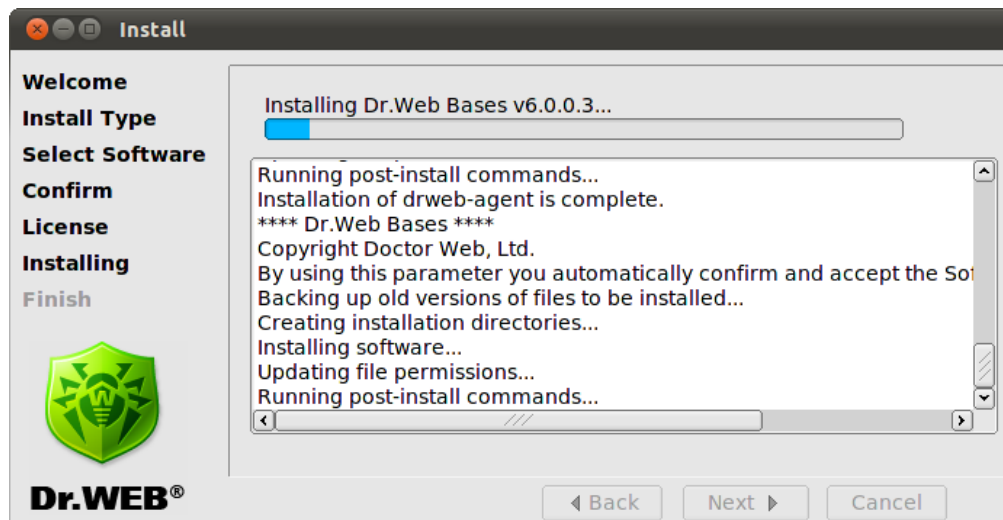 Install
Welcome
Install Type
Select Software
Confirm
License
Installing
Finish
Dr.WEB®
Installing Dr.Web Bases v6.0.0.3...
Running post-install commands...
Installation of drweb-agent is complete.
**** Dr.Web Bases ****
Copyright Doctor Web, Ltd.
By using this parameter you automatically confirm and accept the Sof
Backing up old versions of files to be installed...
Creating installation directories...
Installing software...
Updating file permissions...
Running post-install commands...
Back
Next
Cancel